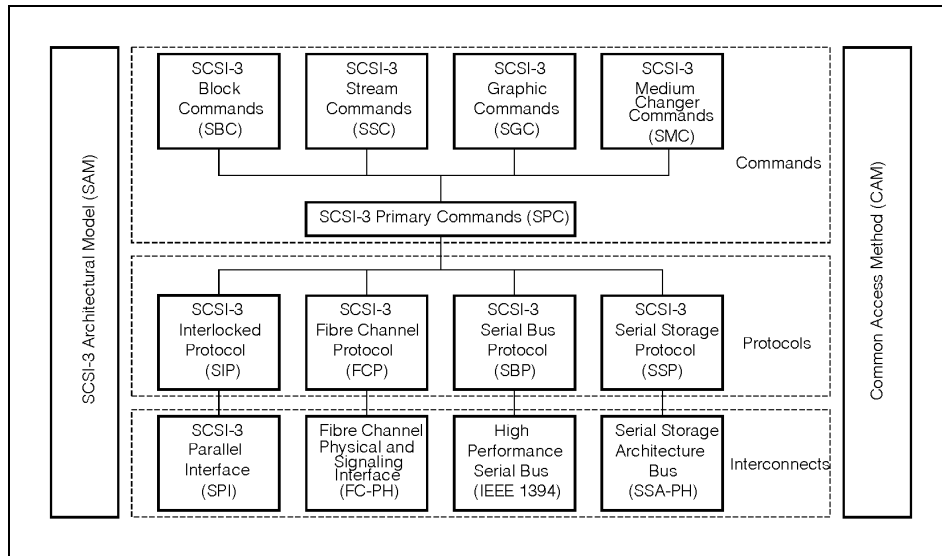 SCSI-3 Architectural Model (SAM)
SCSI-3
Block
Commands
(SBC)
SCSI-3
Stream
Commands
(SSC)
SCSI-3
Graphic
Commands
(SGC)
SCSI-3
Medium
Changer
Commands
(SMC)
Commands
SCSI-3 Primary Commands (SPC)
SCSI-3
Interlocked
Protocol
(SIP)
SCSI-3
Fibre Channel
Protocol
(FCP)
SCSI-3
Serial Bus
Protocol
(SBP)
SCSI-3
Serial Storage
Protocol
(SSP)
Protocols
SCSI-3
Parallel
Interface
(SPI)
Fibre Channel
Physical and
Signaling
Interface
(FC-PH)
High
Performance
Serial Bus
(IEEE 1394)
Serial Storage
Architecture
Bus
(SSA-PH)
Interconnects
Common Access Method (CAM)